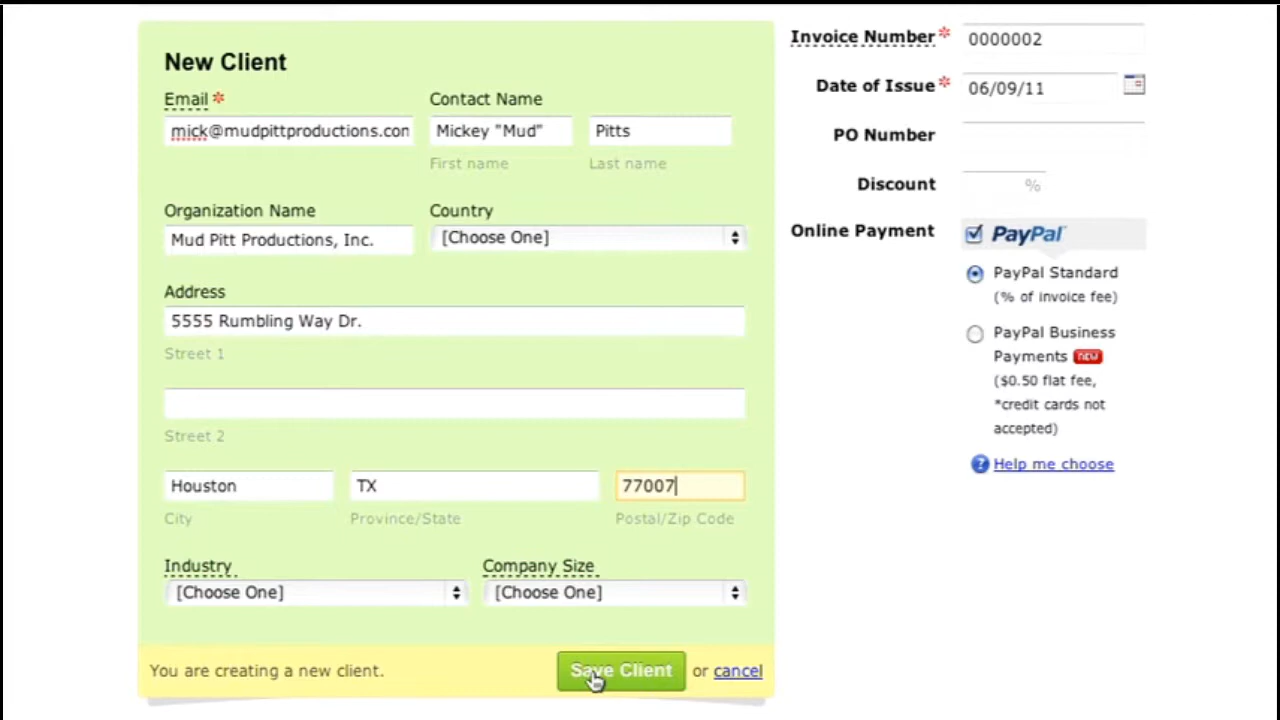 New Client
Email *
Contact Name
mick@mudpittproductions.com
Mickey "Mud"
Pitts
First name
Last name
Organization Name
Country
Mud Pitt Productions, Inc.
[Choose One]
Address
5555 Rumbling Way Dr.
Street 1
Street 2
Houston
TX
77007
City
Province/State
Postal/Zip Code
Industry
Company Size
[Choose One]
[Choose One]
You are creating a new client.
Save Client
or cancel
Invoice Number *
0000002
Date of Issue *
06/09/11
PO Number
Discount
%
Online Payment
PayPal
PayPal Standard
(% of invoice fee)
PayPal Business
Payments new
($0.50 flat fee,
*credit cards not
accepted)
? Help me choose